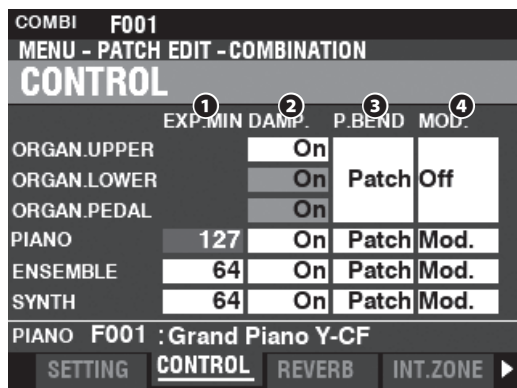 COMBI F001
MENU - PATCH EDIT - COMBINATION
CONTROL
1 2 3 4
EXP.MIN DAMP. P.BEND MOD.
ORGAN.UPPER On
ORGAN.LOWER On Patch Off
ORGAN.PEDAL On
PIANO 127 On Patch Mod.
ENSEMBLE 64 On Patch Mod.
SYNTH 64 On Patch Mod.
PIANO F001 :Grand Piano Y-CF
SETTING CONTROL REVERB INT.ZONE